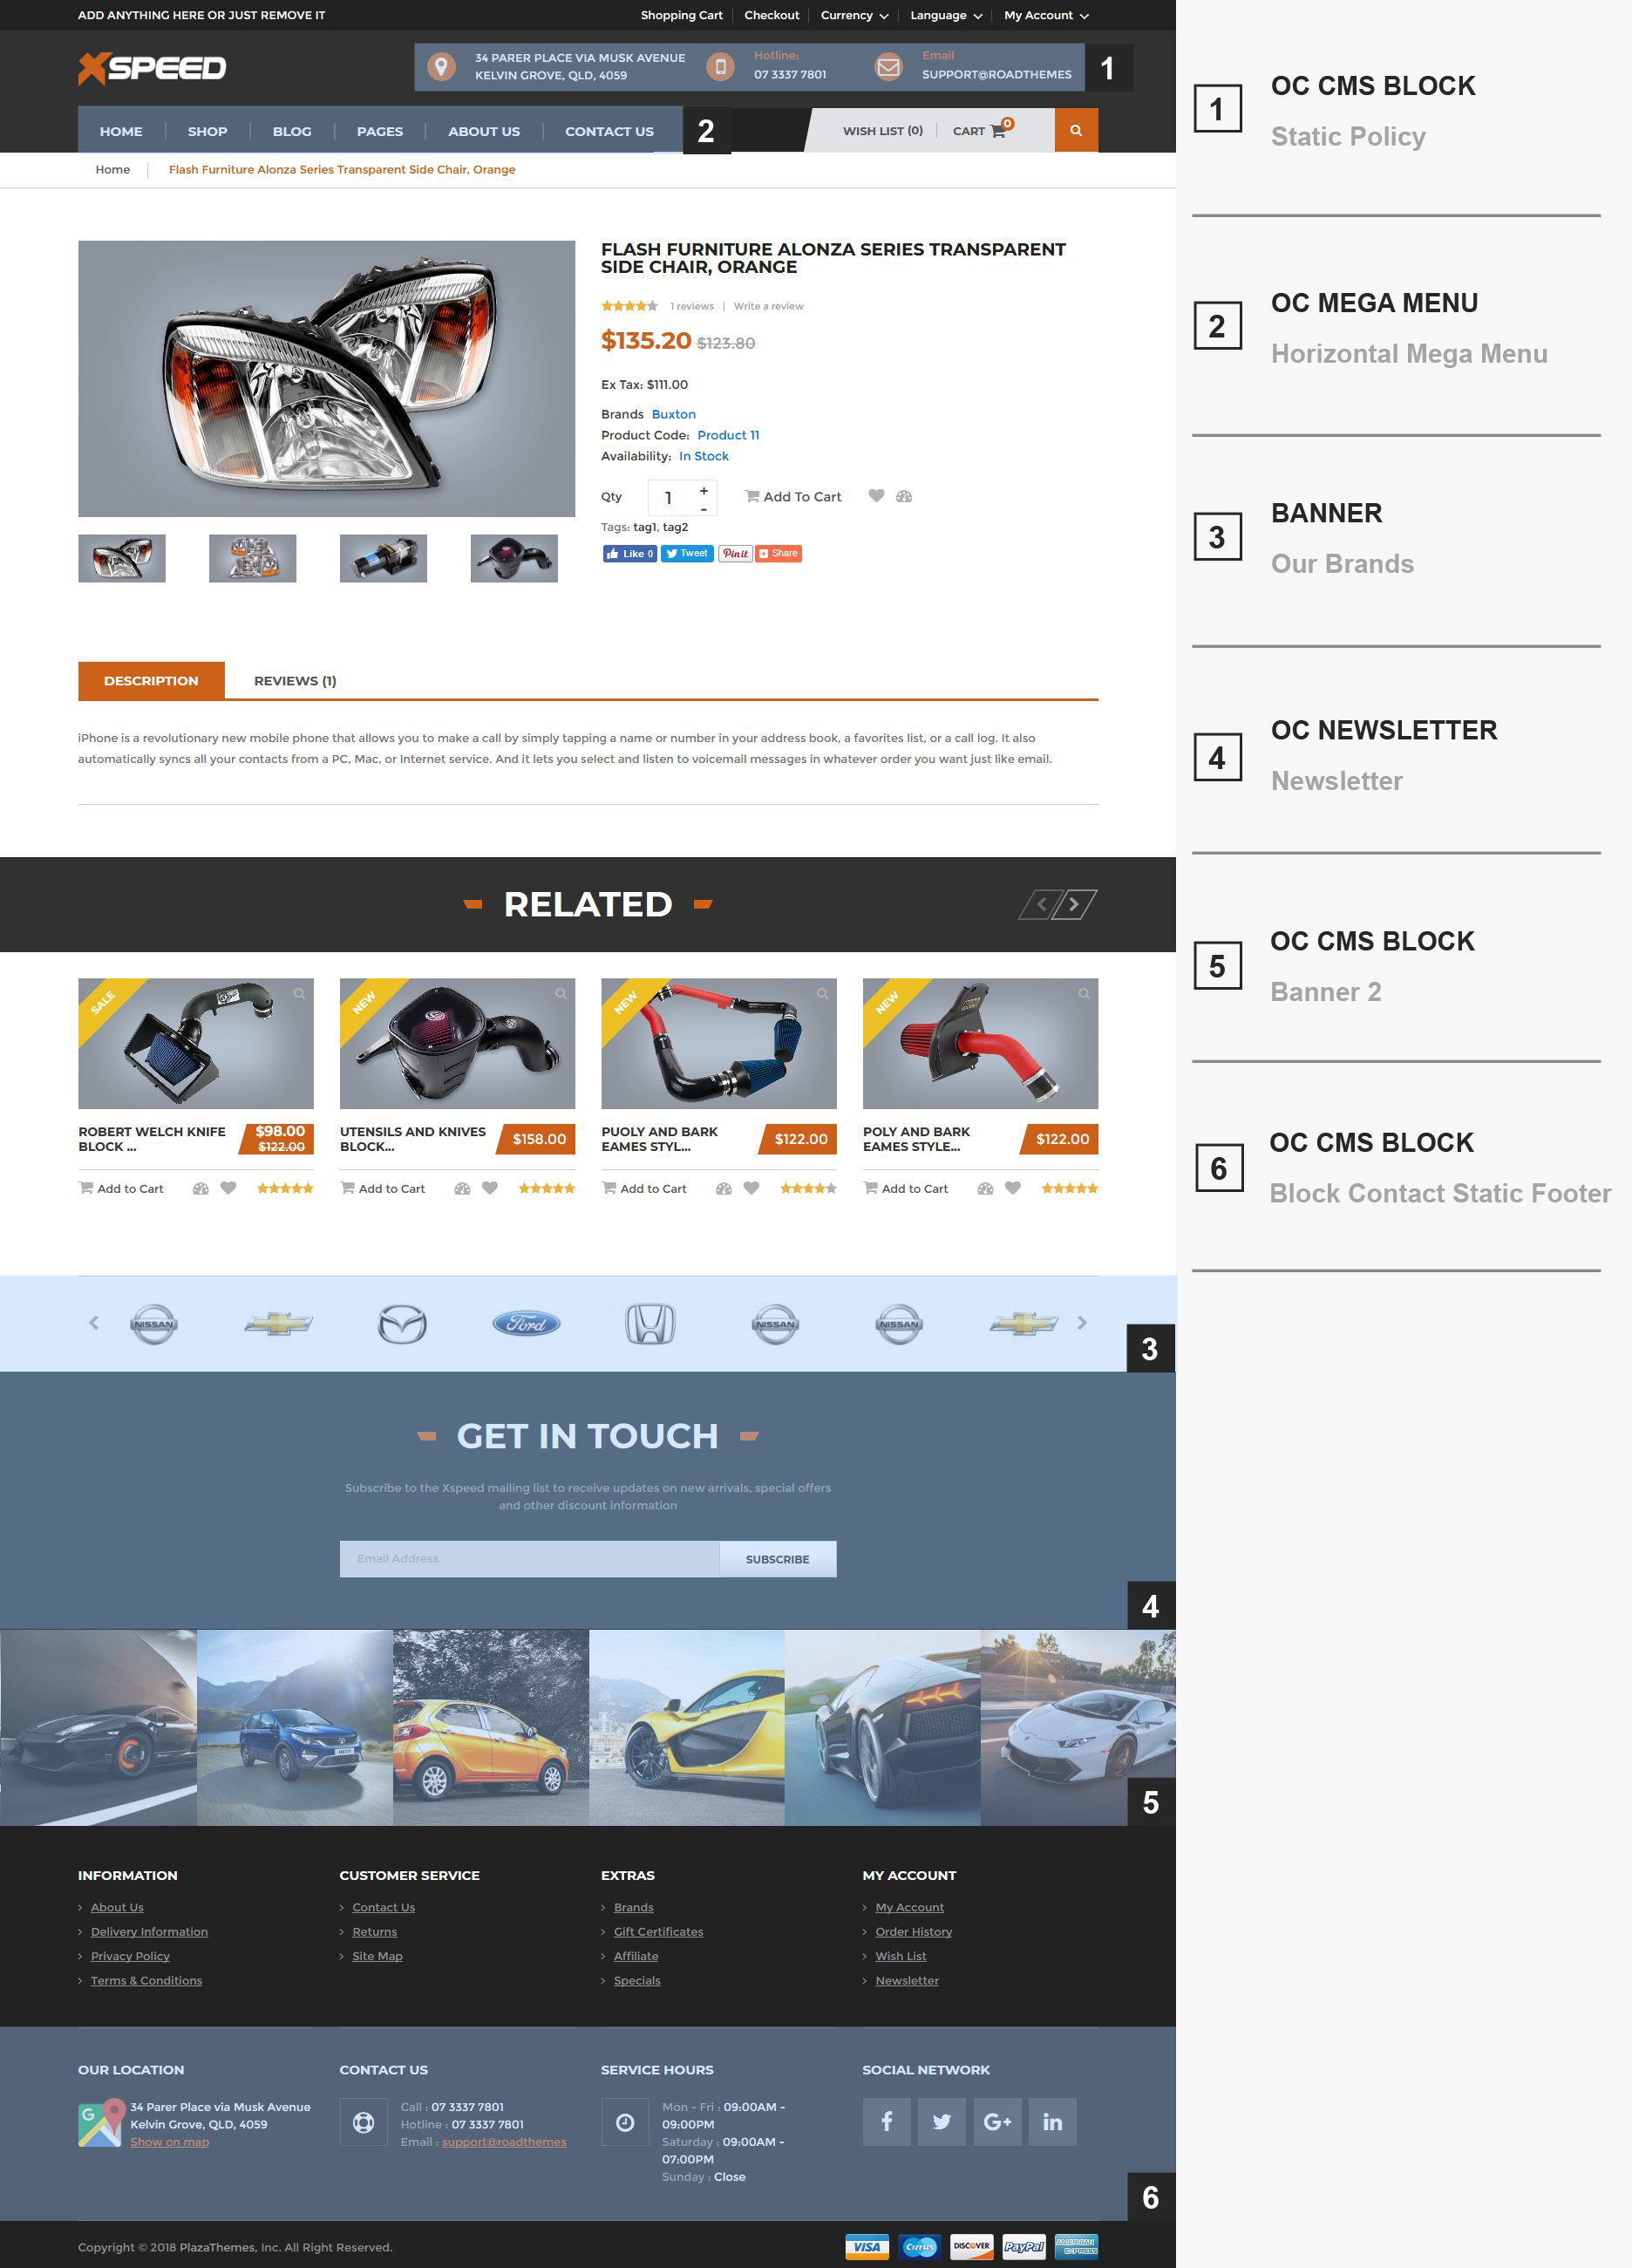 ADD ANYTHING HERE OR JUST REMOVE IT
Shopping Cart
Checkout
Currency
Language
My Account
XSPEED
34 PARER PLACE VIA MUSK AVENUE
KELVIN GROVE, QLD, 4059
Hotline:
07 3337 7801
Email
SUPPORT@ROADTHEMES
1
HOME
SHOP
BLOG
PAGES
ABOUT US
CONTACT US
2
WISH LIST (0)
CART
0
Home
Flash Furniture Alonza Series Transparent Side Chair, Orange
FLASH FURNITURE ALONZA SERIES TRANSPARENT
SIDE CHAIR, ORANGE
1 reviews | Write a review
$135.20 $123.80
Ex Tax: $111.00
Brands Buxton
Product Code: Product 11
Availability: In Stock
Qty
1
+
-
Add To Cart
Tags: tag1, tag2
Like 0
Tweet
Pin it
Share
DESCRIPTION
REVIEWS (1)
iPhone is a revolutionary new mobile phone that allows you to make a call by simply tapping a name or number in your address book, a favorites list, or a call log. It also
automatically syncs all your contacts from a PC, Mac, or Internet service. And it lets you select and listen to voicemail messages in whatever order you want just like email.
RELATED
SALE
ROBERT WELCH KNIFE
BLOCK ...
$98.00
$122.00
Add to Cart
NEW
UTENSILS AND KNIVES
BLOCK...
$158.00
Add to Cart
NEW
PUOLY AND BARK
EAMES STYL...
$122.00
Add to Cart
NEW
POLY AND BARK
EAMES STYLE...
$122.00
Add to Cart
NISSAN
Ford
NISSAN
NISSAN
3
GET IN TOUCH
Subscribe to the Xspeed mailing list to receive updates on new arrivals, special offers
and other discount information
Email Address
SUBSCRIBE
4
5
INFORMATION
About Us
Delivery Information
Privacy Policy
Terms & Conditions
CUSTOMER SERVICE
Contact Us
Returns
Site Map
EXTRAS
Brands
Gift Certificates
Affiliate
Specials
MY ACCOUNT
My Account
Order History
Wish List
Newsletter
OUR LOCATION
G
34 Parer Place via Musk Avenue
Kelvin Grove, QLD, 4059
Show on map
CONTACT US
Call : 07 3337 7801
Hotline : 07 3337 7801
Email : support@roadthemes
SERVICE HOURS
Mon - Fri : 09:00AM -
09:00PM
Saturday : 09:00AM -
07:00PM
Sunday : Close
SOCIAL NETWORK
f
G+
in
6
Copyright © 2018 PlazaThemes, Inc. All Right Reserved.
VISA
Cirrus
DISCOVER
PayPal
AMERICAN
EXPRESS
1
OC CMS BLOCK
Static Policy
2
OC MEGA MENU
Horizontal Mega Menu
3
BANNER
Our Brands
4
OC NEWSLETTER
Newsletter
5
OC CMS BLOCK
Banner 2
6
OC CMS BLOCK
Block Contact Static Footer